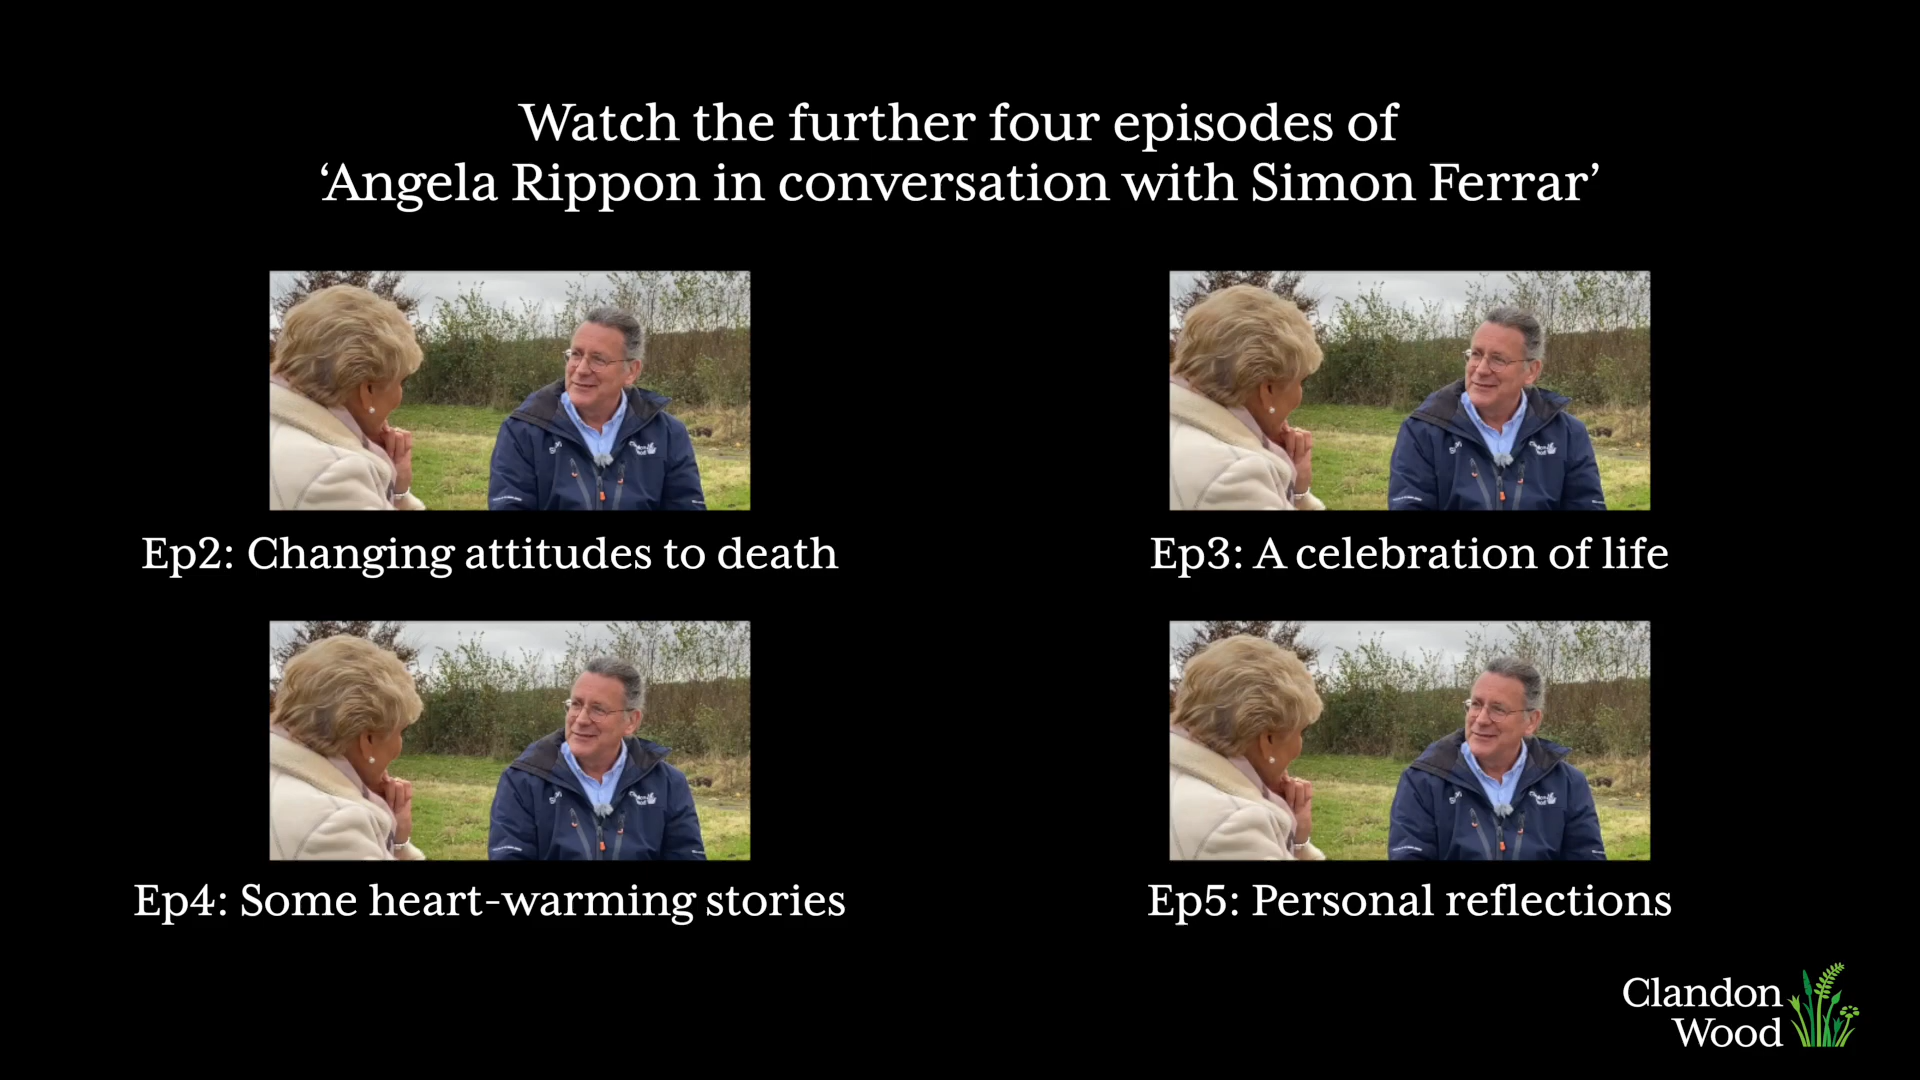 Watch the further four episodes of
‘Angela Rippon in conversation with Simon Ferrar’
Ep2: Changing attitudes to death
Ep3: A celebration of life
Ep4: Some heart-warming stories
Ep5: Personal reflections
Clandon
Wood